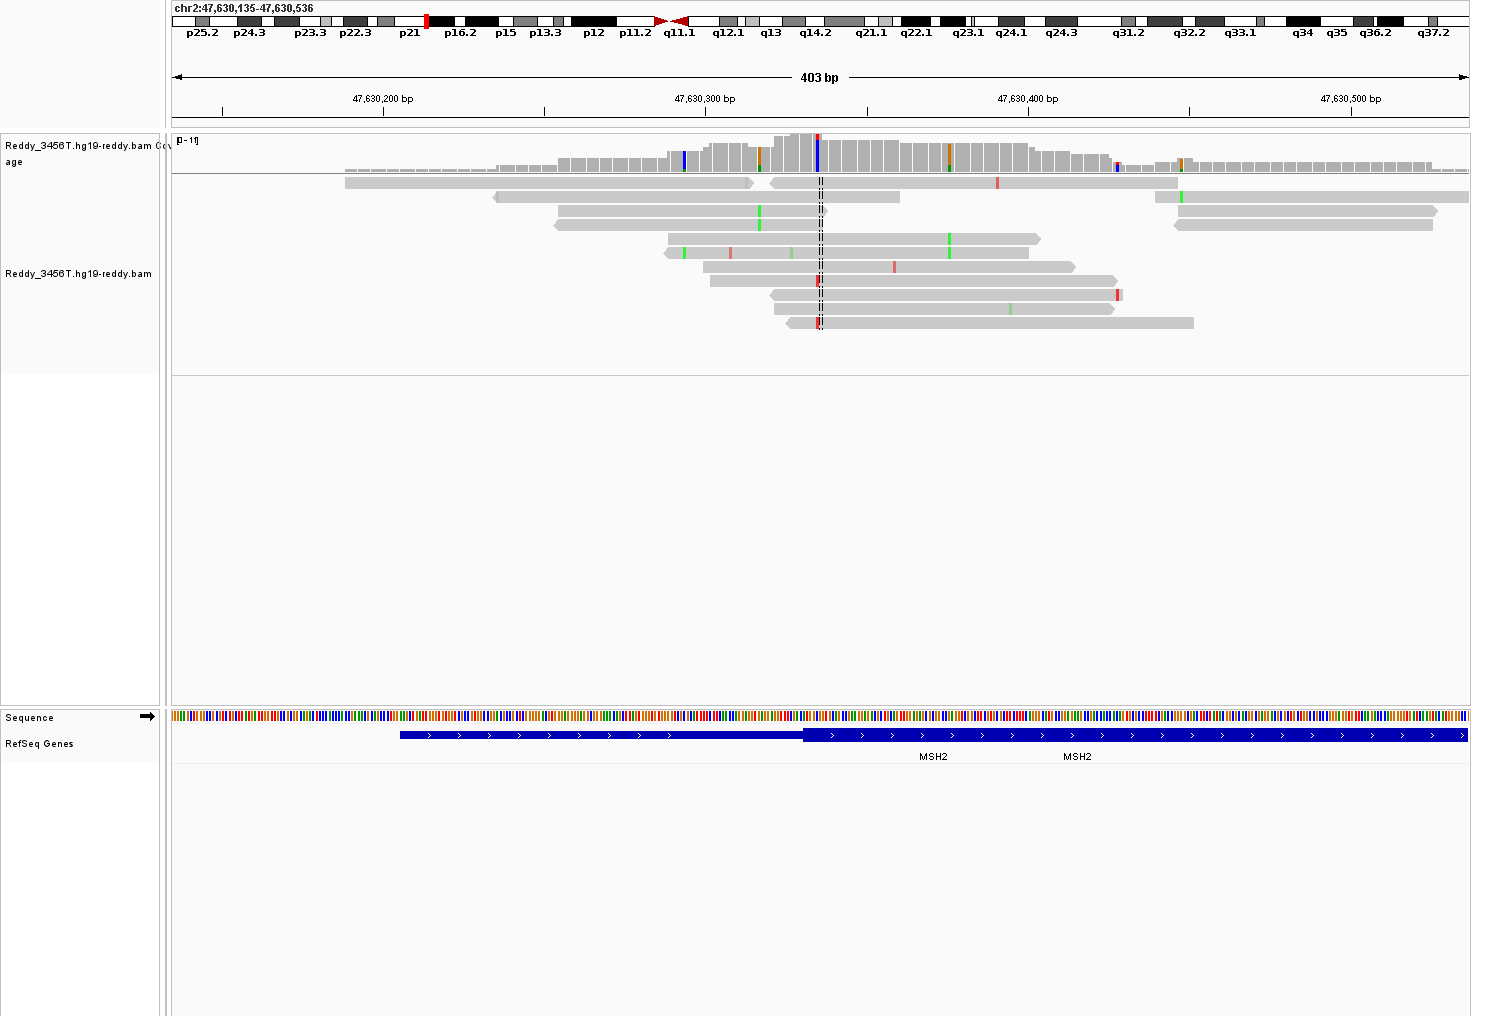 chr2:47,630,135-47,630,536
p25.2 p24.3 p23.3 p22.3 p21 p16.2 p15 p13.3 p12 p11.2 q11.1 q12.1 q13 q14.2 q21.1 q22.1 q23.1 q24.1 q24.3 q31.2 q32.2 q33.1 q34 q35 q36.2 q37.2
403 bp
47,630,200 bp 47,630,300 bp 47,630,400 bp 47,630,500 bp
[0 - 11]
Reddy_3456T.hg19-reddy.bam Cov
age
Reddy_3456T.hg19-reddy.bam
Sequence
RefSeq Genes
MSH2 MSH2